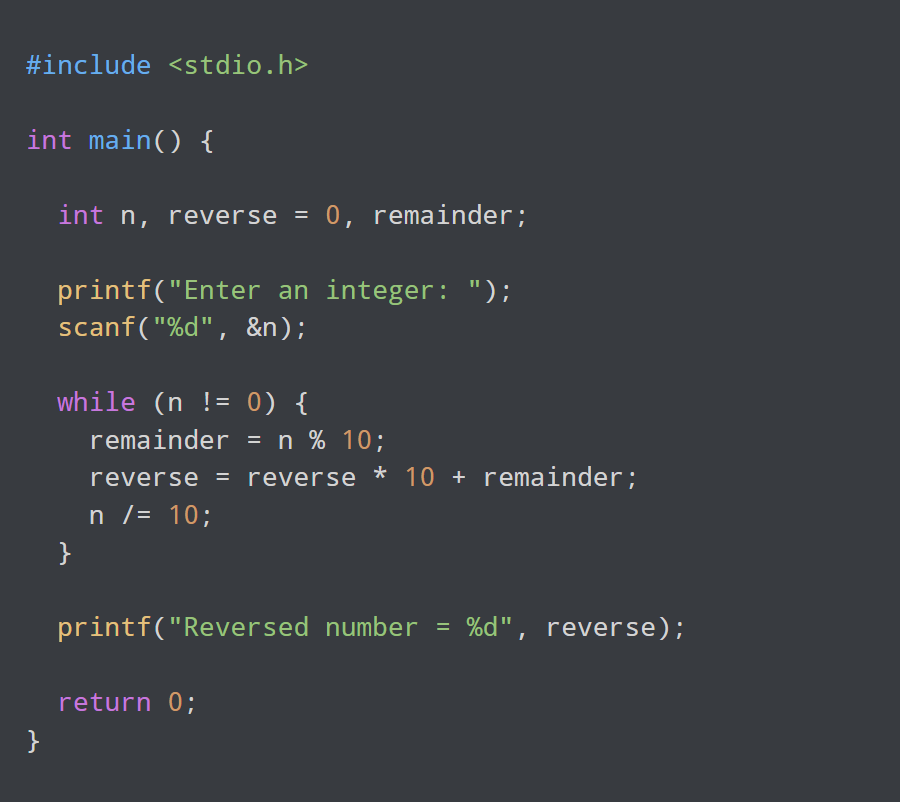 #include <stdio.h>
int main() {
int n, reverse = 0, remainder;
printf("Enter an integer: ");
scanf("%d", &n);
while (n != 0) {
remainder = n % 10;
reverse = reverse * 10 + remainder;
n /= 10;
}
printf("Reversed number = %d", reverse);
return 0;
}